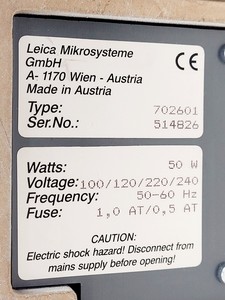 Leica Mikrosysteme
GmbH
A- 1170 Wien - Austria
Made in Austria
CE
Type: 702601
Ser.No.: 514826
Watts: 50 W
Voltage: 100/120/220/240
Frequency: 50-60 Hz
Fuse: 1,0 AT/0,5 AT
CAUTION:
Electric shock hazard! Disconnect from
mains supply before opening!